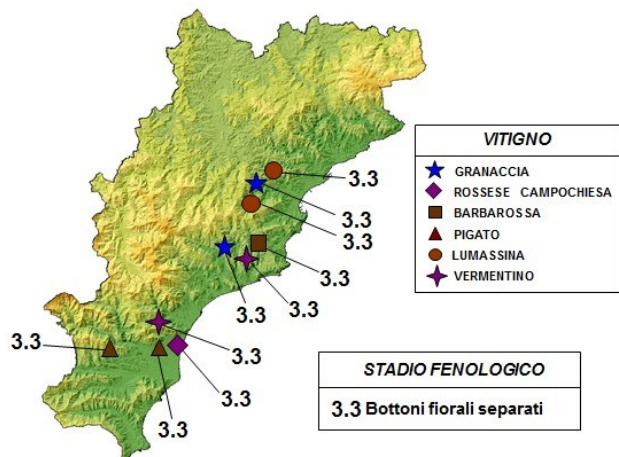 3.3
3.3
3.3
3.3
3.3
3.3
3.3
3.3
3.3
3.3
VITIGNO
GRANACCIA
ROSSESE CAMPOCHIESA
BARBAROSSA
PIGATO
LUMASSINA
VERMENTINO
STADIO FENOLOGICO
3.3 Bottoni fiorali separati